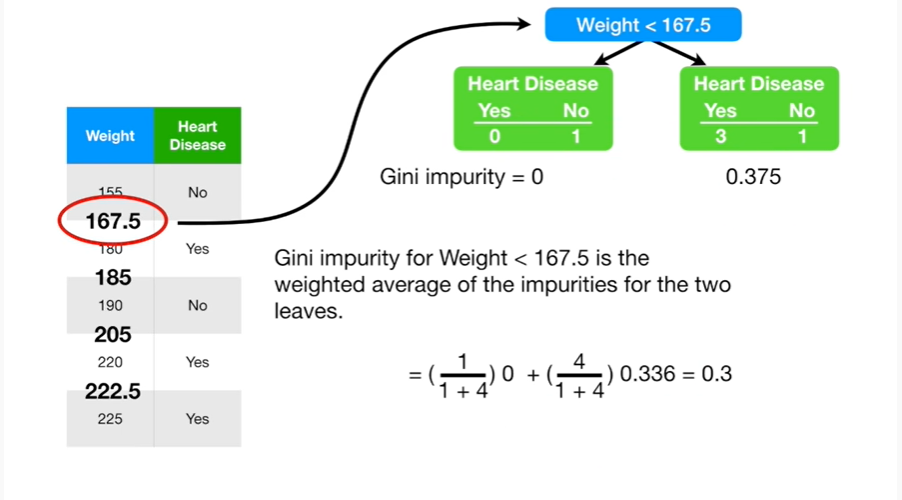 Weight < 167.5
Heart Disease
Yes No
0 1
Heart Disease
Yes No
3 1
Gini impurity = 0
0.375
Weight
Heart
Disease
155 No
167.5
180 Yes
185
190 No
205
220 Yes
222.5
225 Yes
Gini impurity for Weight < 167.5 is the
weighted average of the impurities for the two
leaves.
= ( 1 / 1 + 4 ) 0 + ( 4 / 1 + 4 ) 0.336 = 0.3